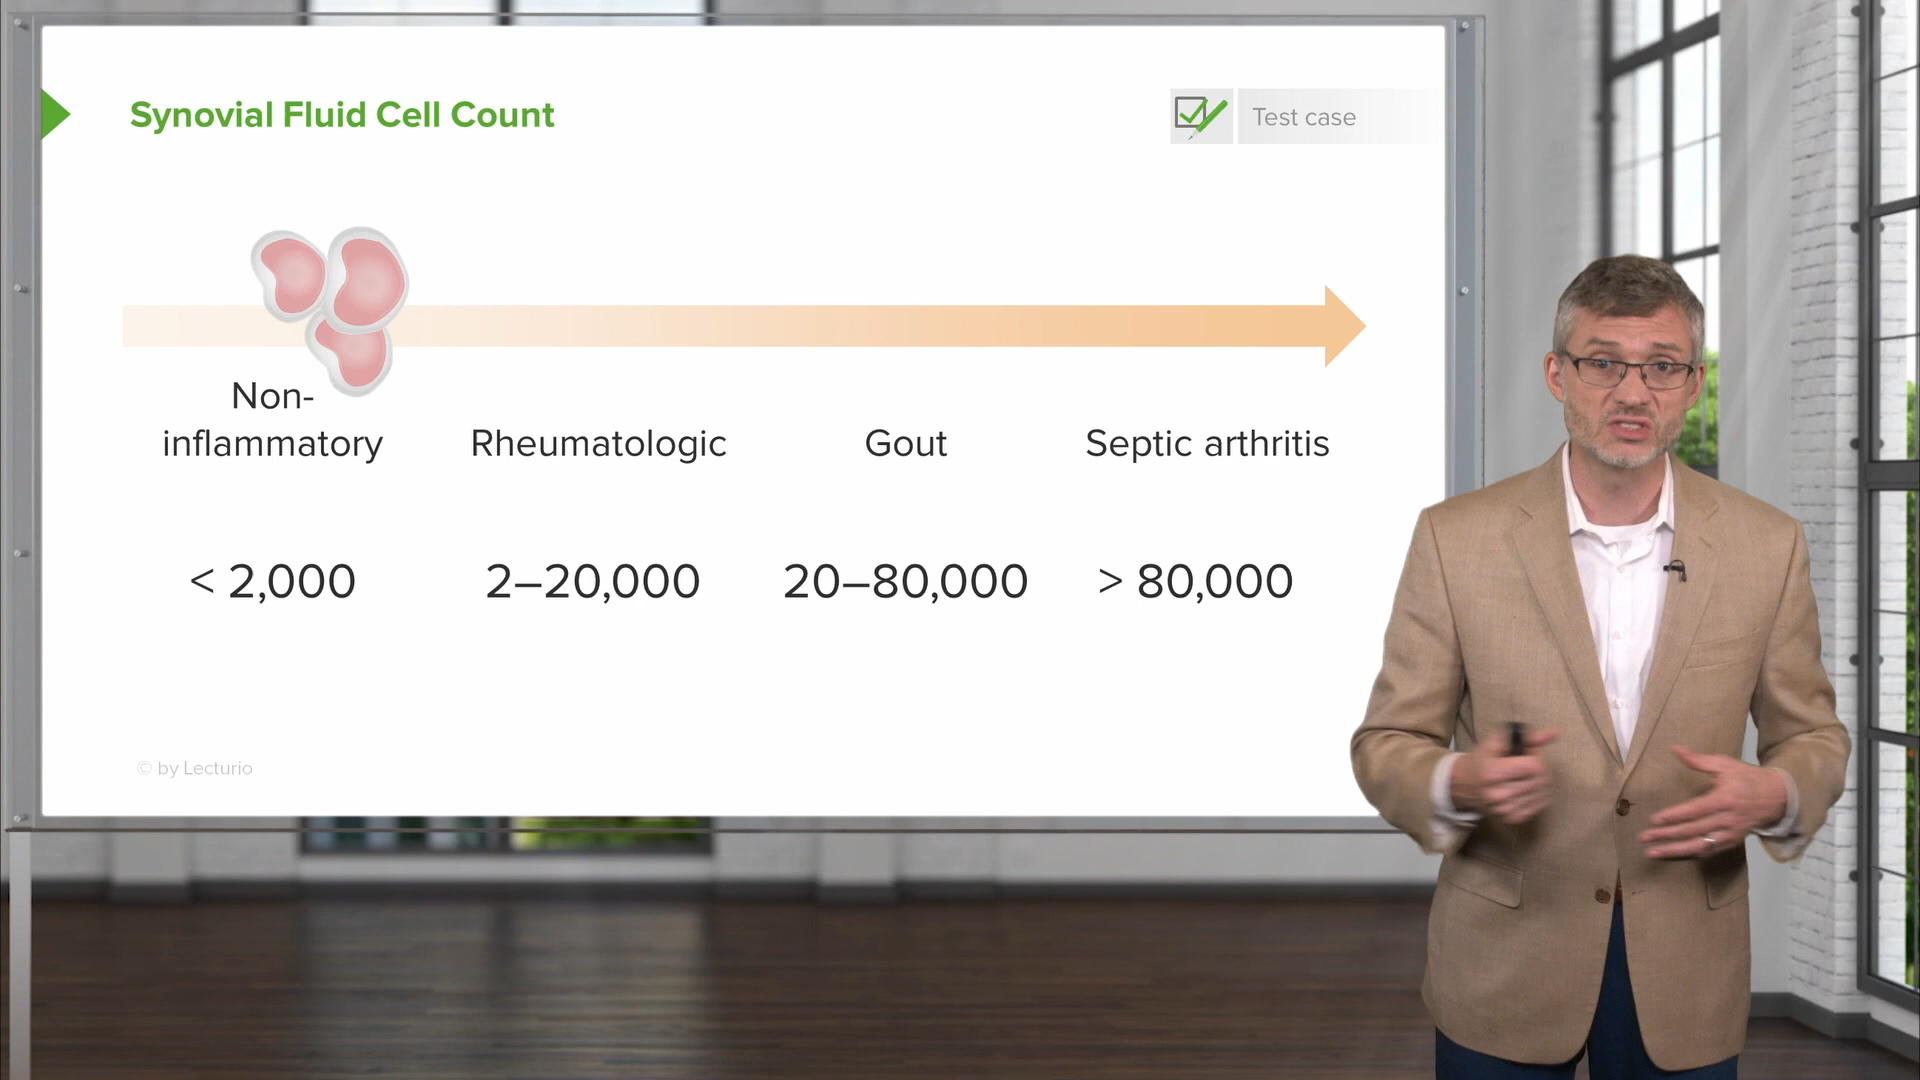 Synovial Fluid Cell Count
Test case
Non-
inflammatory
Rheumatologic
Gout
Septic arthritis
< 2,000
2–20,000
20–80,000
> 80,000
© by Lecturio